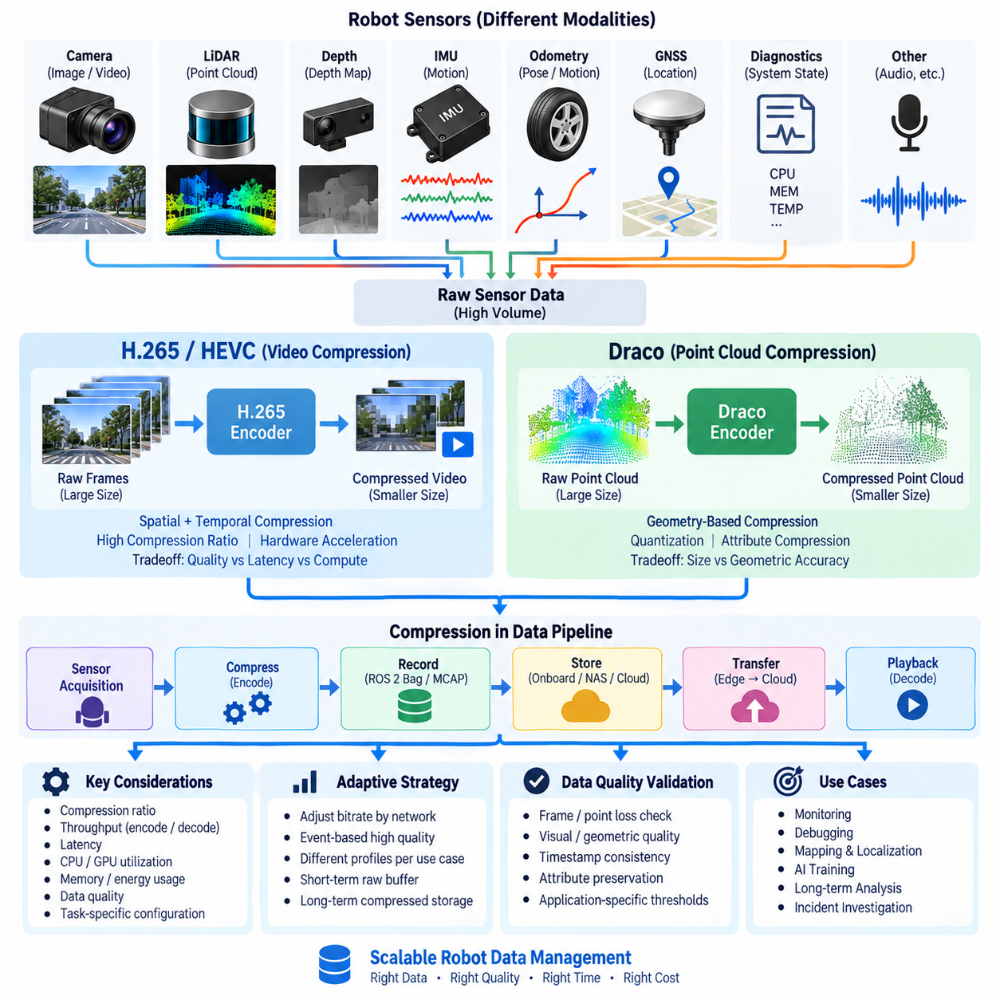 Robot Sensors (Different Modalities)
Camera
(Image / Video)
LiDAR
(Point Cloud)
Depth
(Depth Map)
IMU
(Motion)
IMU
Odometry
(Pose / Motion)
GNSS
(Location)
Diagnostics
(System State)
CPU
MEM
TEMP
...
Other
(Audio, etc.)
Raw Sensor Data
(High Volume)
H.265 / HEVC (Video Compression)
H.265
Encoder
Raw Frames
(Large Size)
Compressed Video
(Smaller Size)
Spatial + Temporal Compression
High Compression Ratio | Hardware Acceleration
Tradeoff: Quality vs Latency vs Compute
Draco (Point Cloud Compression)
Draco
Encoder
Raw Point Cloud
(Large Size)
Compressed Point Cloud
(Smaller Size)
Geometry-Based Compression
Quantization | Attribute Compression
Tradeoff: Size vs Geometric Accuracy
Compression in Data Pipeline
Sensor
Acquisition
Compress
(Encode)
Record
(ROS 2 Bag / MCAP)
Store
(Onboard / NAS / Cloud)
Transfer
(Edge → Cloud)
Playback
(Decode)
Key Considerations
• Compression ratio
• Throughput (encode / decode)
• Latency
• CPU / GPU utilization
• Memory / energy usage
• Data quality
• Task-specific configuration
Adaptive Strategy
• Adjust bitrate by network
• Event-based high quality
• Different profiles per use case
• Short-term raw buffer
• Long-term compressed storage
Data Quality Validation
• Frame / point loss check
• Visual / geometric quality
• Timestamp consistency
• Attribute preservation
• Application-specific thresholds
Use Cases
• Monitoring
• Debugging
• Mapping & Localization
• AI Training
• Long-term Analysis
• Incident Investigation
Scalable Robot Data Management
Right Data • Right Quality • Right Time • Right Cost